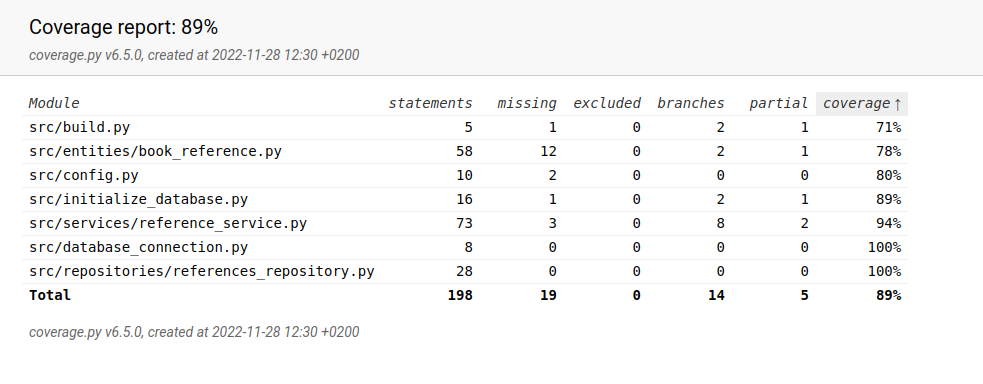 Coverage report: 89%
coverage.py v6.5.0, created at 2022-11-28 12:30 +0200
Module statements missing excluded branches partial coverage ↑
src/build.py 5 1 0 2 1 71%
src/entities/book_reference.py 58 12 0 2 1 78%
src/config.py 10 2 0 0 0 80%
src/initialize_database.py 16 1 0 2 1 89%
src/services/reference_service.py 73 3 0 8 2 94%
src/database_connection.py 8 0 0 0 0 100%
src/repositories/references_repository.py 28 0 0 0 0 100%
Total 198 19 0 14 5 89%
coverage.py v6.5.0, created at 2022-11-28 12:30 +0200